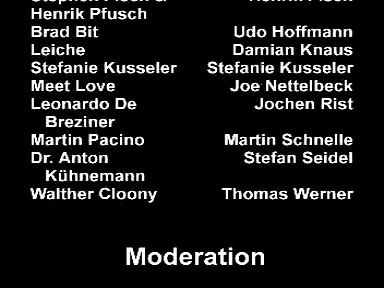 Henrik Pfusch
Brad Bit Udo Hoffmann
Leiche Damian Knaus
Stefanie Kusseler Stefanie Kusseler
Meet Love Joe Nettelbeck
Leonardo De Jochen Rist
Breziner
Martin Pacino Martin Schnelle
Dr. Anton Stefan Seidel
Kühnemann
Walther Cloony Thomas Werner
Moderation